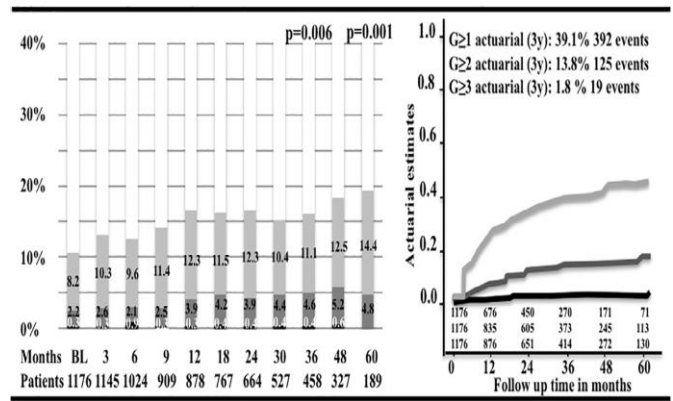 p=0.006 p=0.001
40%
30%
20%
10%
0%
8.2 10.3 9.6 11.4 12.3 11.5 12.3 10.4 11.1 12.5 14.4
2.2 2.6 2.1 2.5 3.9 4.2 3.9 4.4 4.6 5.2 4.8
Months BL 3 6 9 12 18 24 30 36 48 60
Patients 1176 1145 1024 909 878 767 664 527 458 327 189
G≥1 actuarial (3y): 39.1% 392 events
G≥2 actuarial (3y): 13.8% 125 events
G≥3 actuarial (3y): 1.8 % 19 events
Actuarial estimates
1.0
0.8
0.6
0.4
0.2
0.0
1176 676 450 270 171 71
1176 835 605 373 245 113
1176 876 651 414 272 130
0 12 24 36 48 60
Follow up time in months